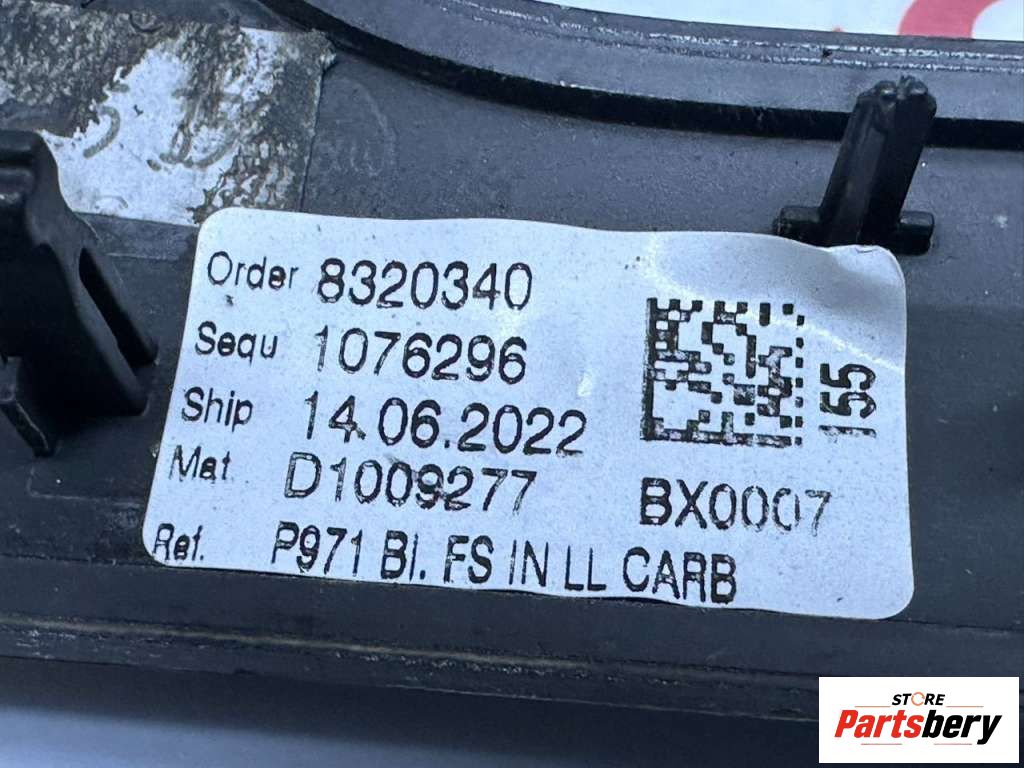 Order 8320340
Sequ 1076296
Ship 14.06.2022
Mat D1009277
BX0007
155
Ref. P971 BI. FS IN LL CARB
STORE
Partsbery